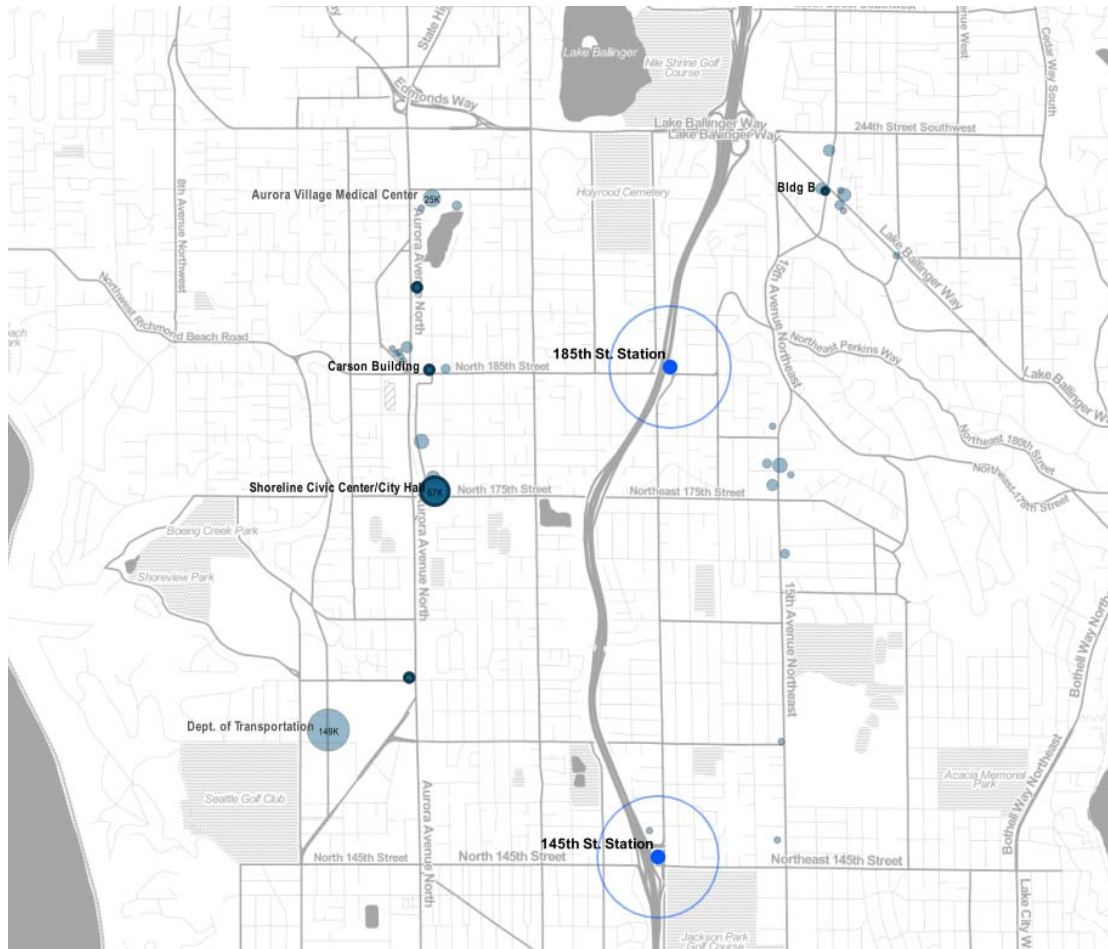 State High
Edmonds Way
Lake Ballinger
Nile Shrine Golf
Course
Cedar Way South
Lake Ballinger Way
Lake Ballinger Way
244th Street Southwest
8th Avenue Northwest
Aurora Village Medical Center
25K
Holyrood Cemetery
Bldg B
Aurora Avenue North
Lake Ballinger Way
15th Avenue Northeast
Northwest Richmond Beach Road
Northeast Perkins Way
185th St. Station
Carson Building
North 185th Street
Lake Ballinger Way
Northeast 180th Street
Northeast 178th Street
Shoreline Civic Center/City Hall
67K
North 175th Street
Northeast 175th Street
Boeing Creek Park
Shoreview Park
Aurora Avenue North
15th Avenue Northeast
Bothell Way North
Dept. of Transportation
149K
Seattle Golf Club
Acacia Memorial
Park
Aurora Avenue North
Bothell Way Northeast
145th St. Station
North 145th Street
North 145th Street
Northeast 145th Street
Lake City W
Jackson Park
Golf Course